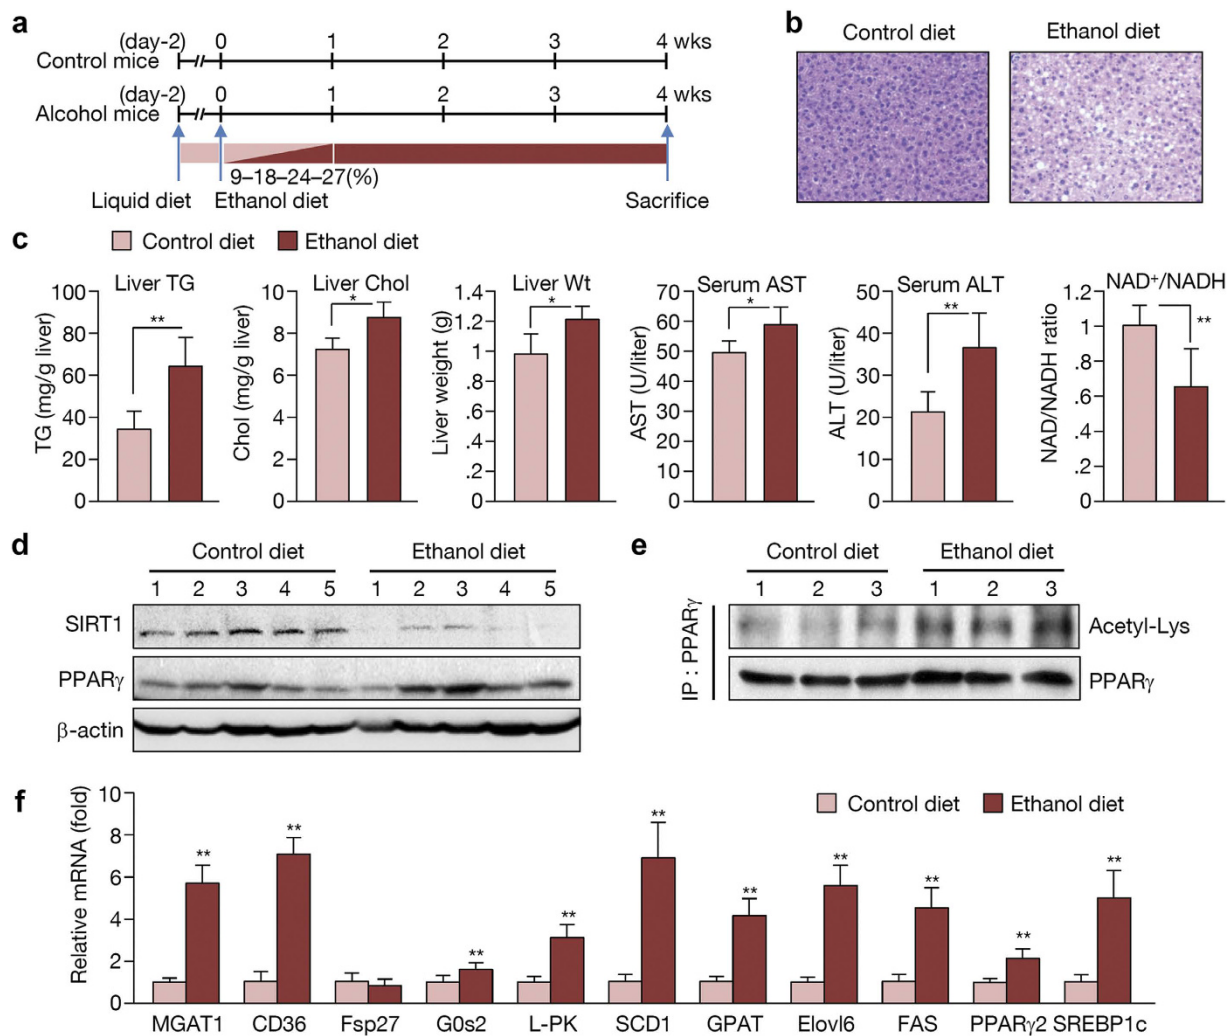 a
(day-2) 0 1 2 3 4 wks
Control mice
(day-2) 0 1 2 3 4 wks
Alcohol mice
9–18–24–27(%)
Liquid diet Ethanol diet Sacrifice
b
Control diet Ethanol diet
c
Control diet Ethanol diet
Liver TG
TG (mg/g liver)
100
80
60
40
20
0
**
Liver Chol
Chol (mg/g liver)
10
8
6
4
2
0
*
Liver Wt
Liver weight (g)
1.4
1.2
1
.8
.6
.4
.2
0
*
Serum AST
AST (U/liter)
70
60
50
40
30
20
10
0
*
Serum ALT
ALT (U/liter)
50
40
30
20
10
0
**
NAD+/NADH
NAD/NADH ratio
1.2
1
.8
.6
.4
.2
0
**
d
Control diet Ethanol diet
1 2 3 4 5 1 2 3 4 5
SIRT1
PPARγ
β-actin
e
Control diet Ethanol diet
1 2 3 1 2 3
IP : PPARγ
Acetyl-Lys
PPARγ
f
Control diet Ethanol diet
Relative mRNA (fold)
10
8
6
4
2
0
** ** ** ** ** ** ** ** ** **
MGAT1 CD36 Fsp27 G0s2 L-PK SCD1 GPAT Elovl6 FAS PPARγ2 SREBP1c